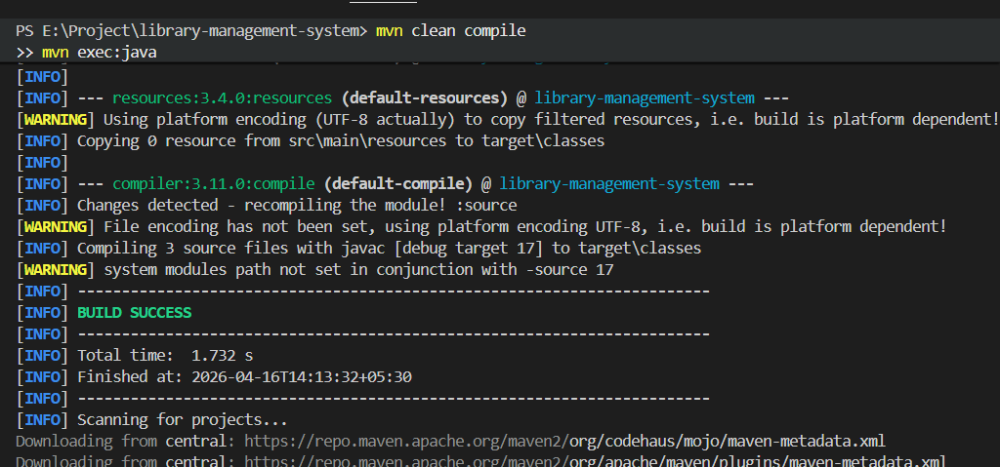 PS E:\Project\library-management-system> mvn clean compile
>> mvn exec:java
[INFO]
[INFO] --- resources:3.4.0:resources (default-resources) @ library-management-system ---
[WARNING] Using platform encoding (UTF-8 actually) to copy filtered resources, i.e. build is platform dependent!
[INFO] Copying 0 resource from src\main\resources to target\classes
[INFO]
[INFO] --- compiler:3.11.0:compile (default-compile) @ library-management-system ---
[INFO] Changes detected - recompiling the module! :source
[WARNING] File encoding has not been set, using platform encoding UTF-8, i.e. build is platform dependent!
[INFO] Compiling 3 source files with javac [debug target 17] to target\classes
[WARNING] system modules path not set in conjunction with -source 17
[INFO] ------------------------------------------------------------------------
[INFO] BUILD SUCCESS
[INFO] ------------------------------------------------------------------------
[INFO] Total time:  1.732 s
[INFO] Finished at: 2026-04-16T14:13:32+05:30
[INFO] ------------------------------------------------------------------------
[INFO] Scanning for projects...
Downloading from central: https://repo.maven.apache.org/maven2/org/codehaus/mojo/maven-metadata.xml
Downloading from central: https://repo.maven.apache.org/maven2/org/apache/maven/plugins/maven-metadata.xml